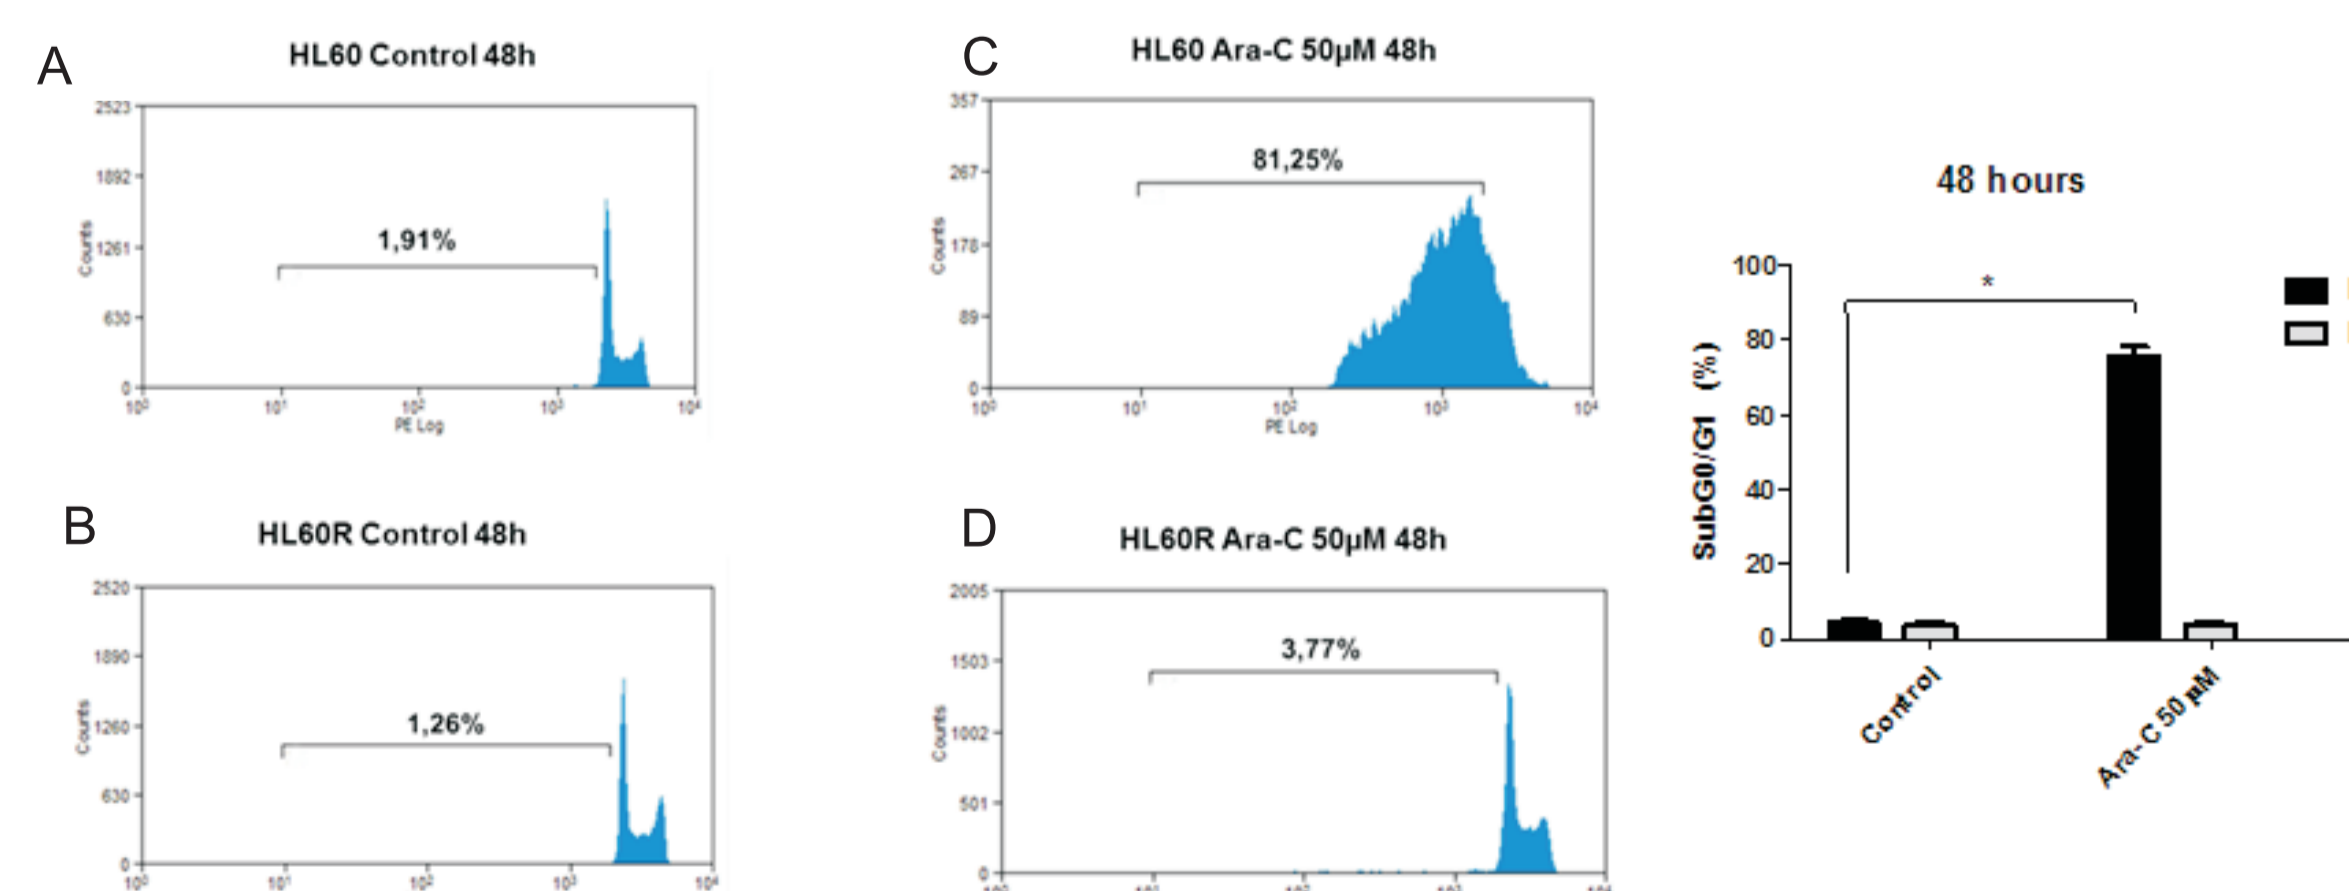 A
HL60 Control 48h
2523
1892
1261
630
0
Counts
1,91%
10⁰ 10¹ 10² 10³ 10⁴
PE Log
B
HL60R Control 48h
2520
1890
1260
630
0
Counts
1,26%
10⁰ 10¹ 10² 10³ 10⁴
C
HL60 Ara-C 50µM 48h
357
267
178
89
0
Counts
81,25%
10⁰ 10¹ 10² 10³ 10⁴
PE Log
D
HL60R Ara-C 50µM 48h
2005
1503
1002
501
0
Counts
3,77%
48 hours
100
80
60
40
20
0
SubG0/G1 (%)
*
Control
Ara-C 50 µM